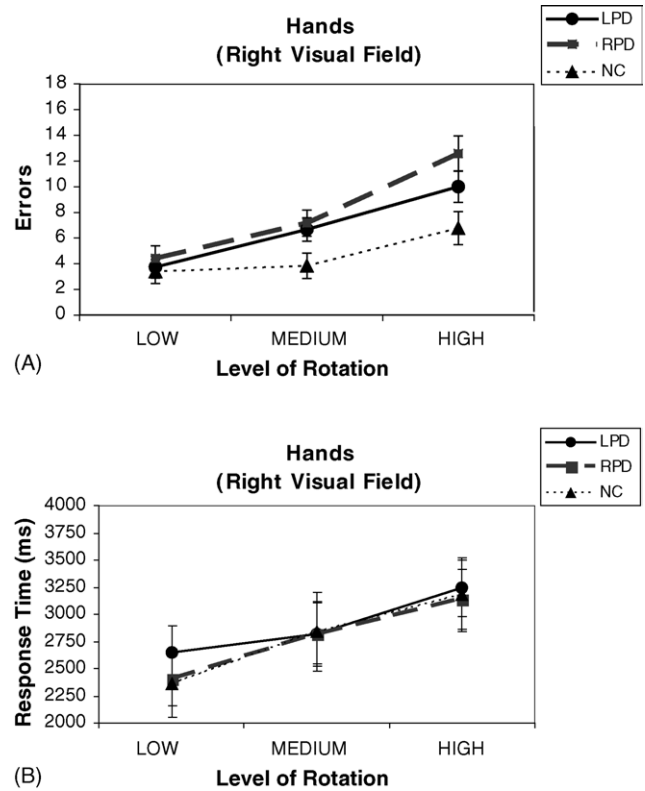 Hands
(Right Visual Field)
LPD
RPD
NC
Errors
18
16
14
12
10
8
6
4
2
0
LOW MEDIUM HIGH
Level of Rotation
(A)
Hands
(Right Visual Field)
LPD
RPD
NC
Response Time (ms)
4000
3750
3500
3250
3000
2750
2500
2250
2000
LOW MEDIUM HIGH
Level of Rotation
(B)